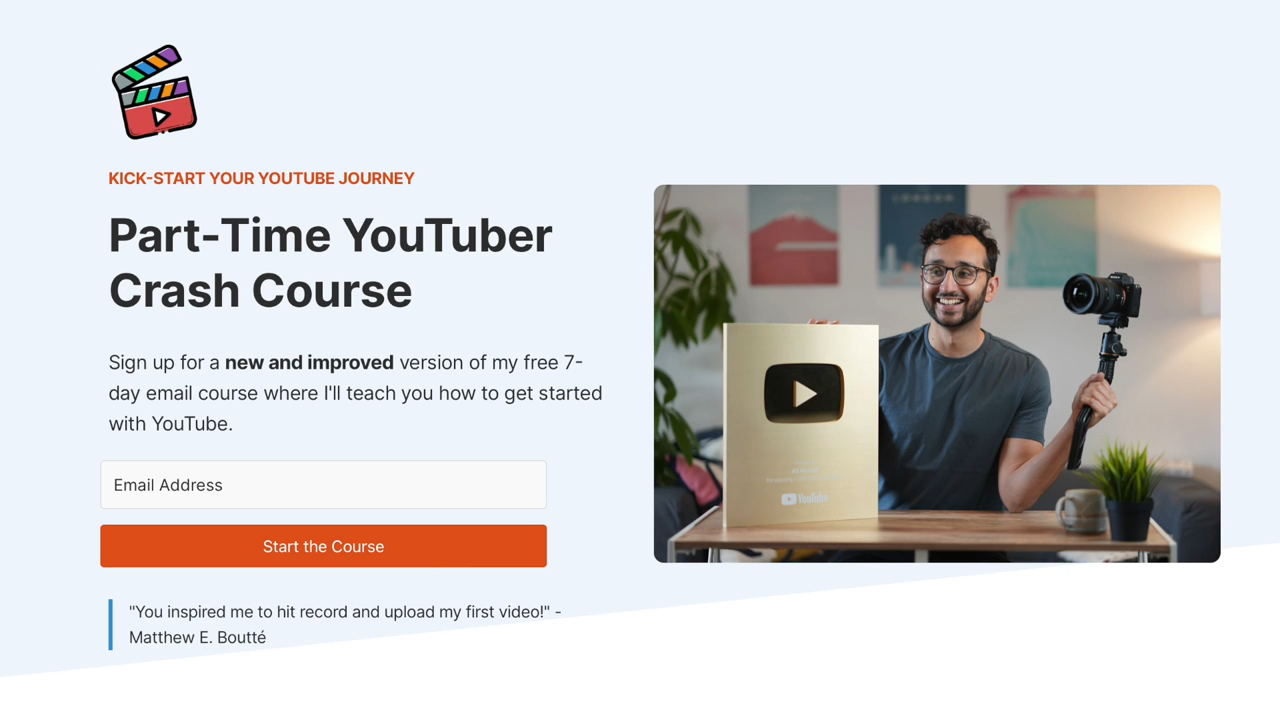 KICK-START YOUR YOUTUBE JOURNEY
Part-Time YouTuber
Crash Course
Sign up for a new and improved version of my free 7-
day email course where I'll teach you how to get started
with YouTube.
Email Address
Start the Course
"You inspired me to hit record and upload my first video!" -
Matthew E. Boutté
LONDON
YouTube